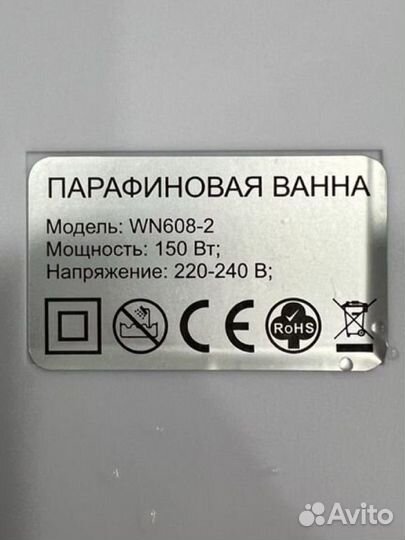 ПАРАФИНОВАЯ ВАННА
Модель: WN608-2
Мощность: 150 Вт;
Напряжение: 220-240 В;
CE RoHS
Avito